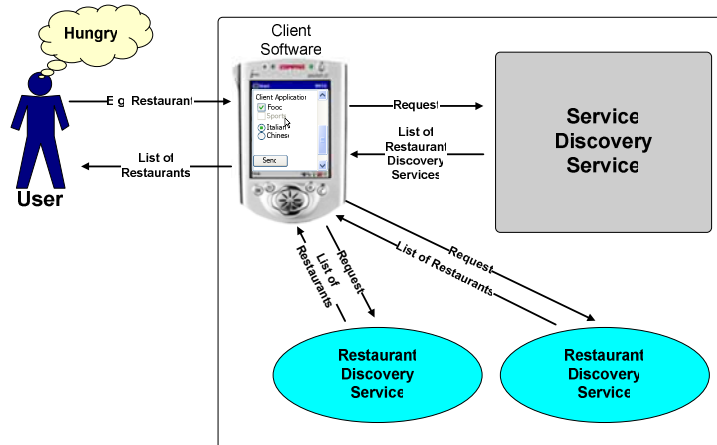 Hungry
Client
Software
Client Application
Food
Sports
Italian
Chinese
Send
E g Restaurant
List of
Restaurants
User
Request
List of
Restaurant
Discovery
Services
Service
Discovery
Service
List of
Restaurants
Request
Request
List of Restaurants
Restaurant
Discovery
Service
Restaurant
Discovery
Service